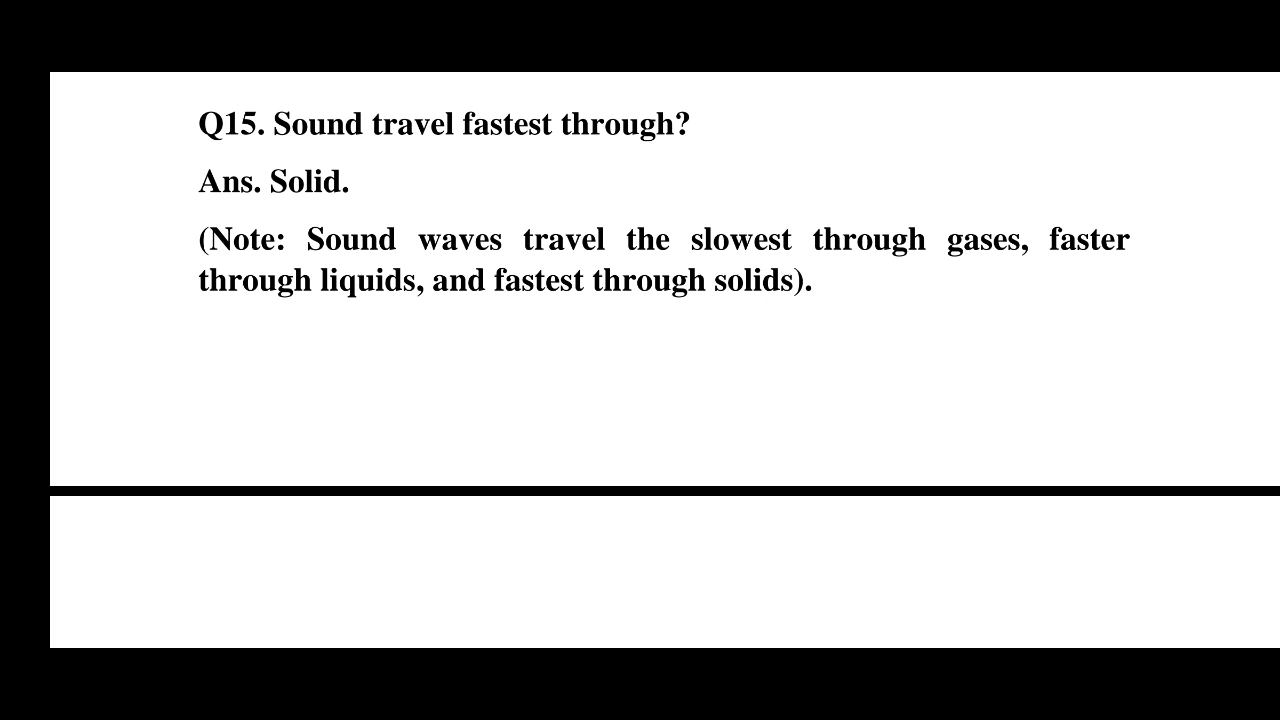 Q15. Sound travel fastest through?
Ans. Solid.
(Note: Sound waves travel the slowest through gases, faster
through liquids, and fastest through solids).